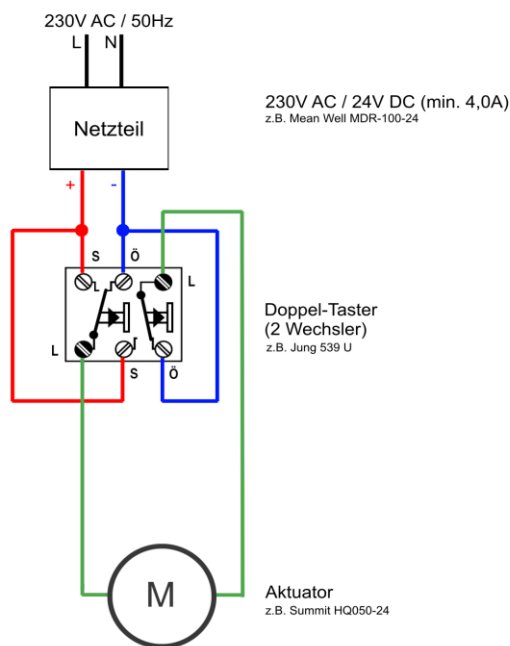 230V AC / 50Hz
L N
Netzteil
230V AC / 24V DC (min. 4,0A)
z.B. Mean Well MDR-100-24
+ -
S Ö
L
Doppel-Taster
(2 Wechsler)
z.B. Jung 539 U
L
S Ö
M
Aktuator
z.B. Summit HQ050-24